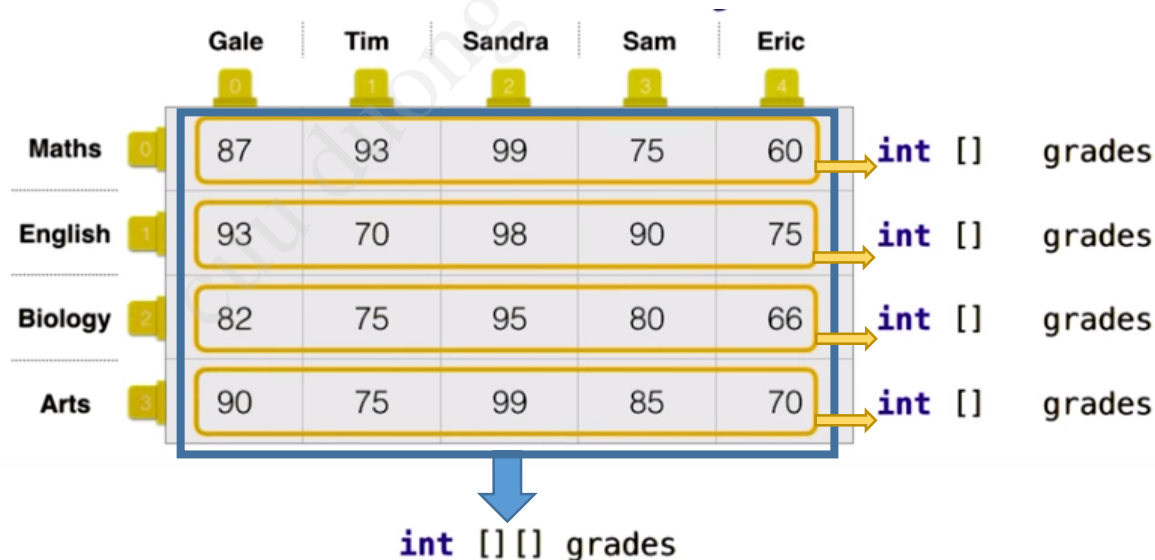 Gale Tim Sandra Sam Eric
0 1 2 3 4
Maths 0 87 93 99 75 60 int [] grades
English 1 93 70 98 90 75 int [] grades
Biology 2 82 75 95 80 66 int [] grades
Arts 3 90 75 99 85 70 int [] grades
int [][] grades
cuu duong